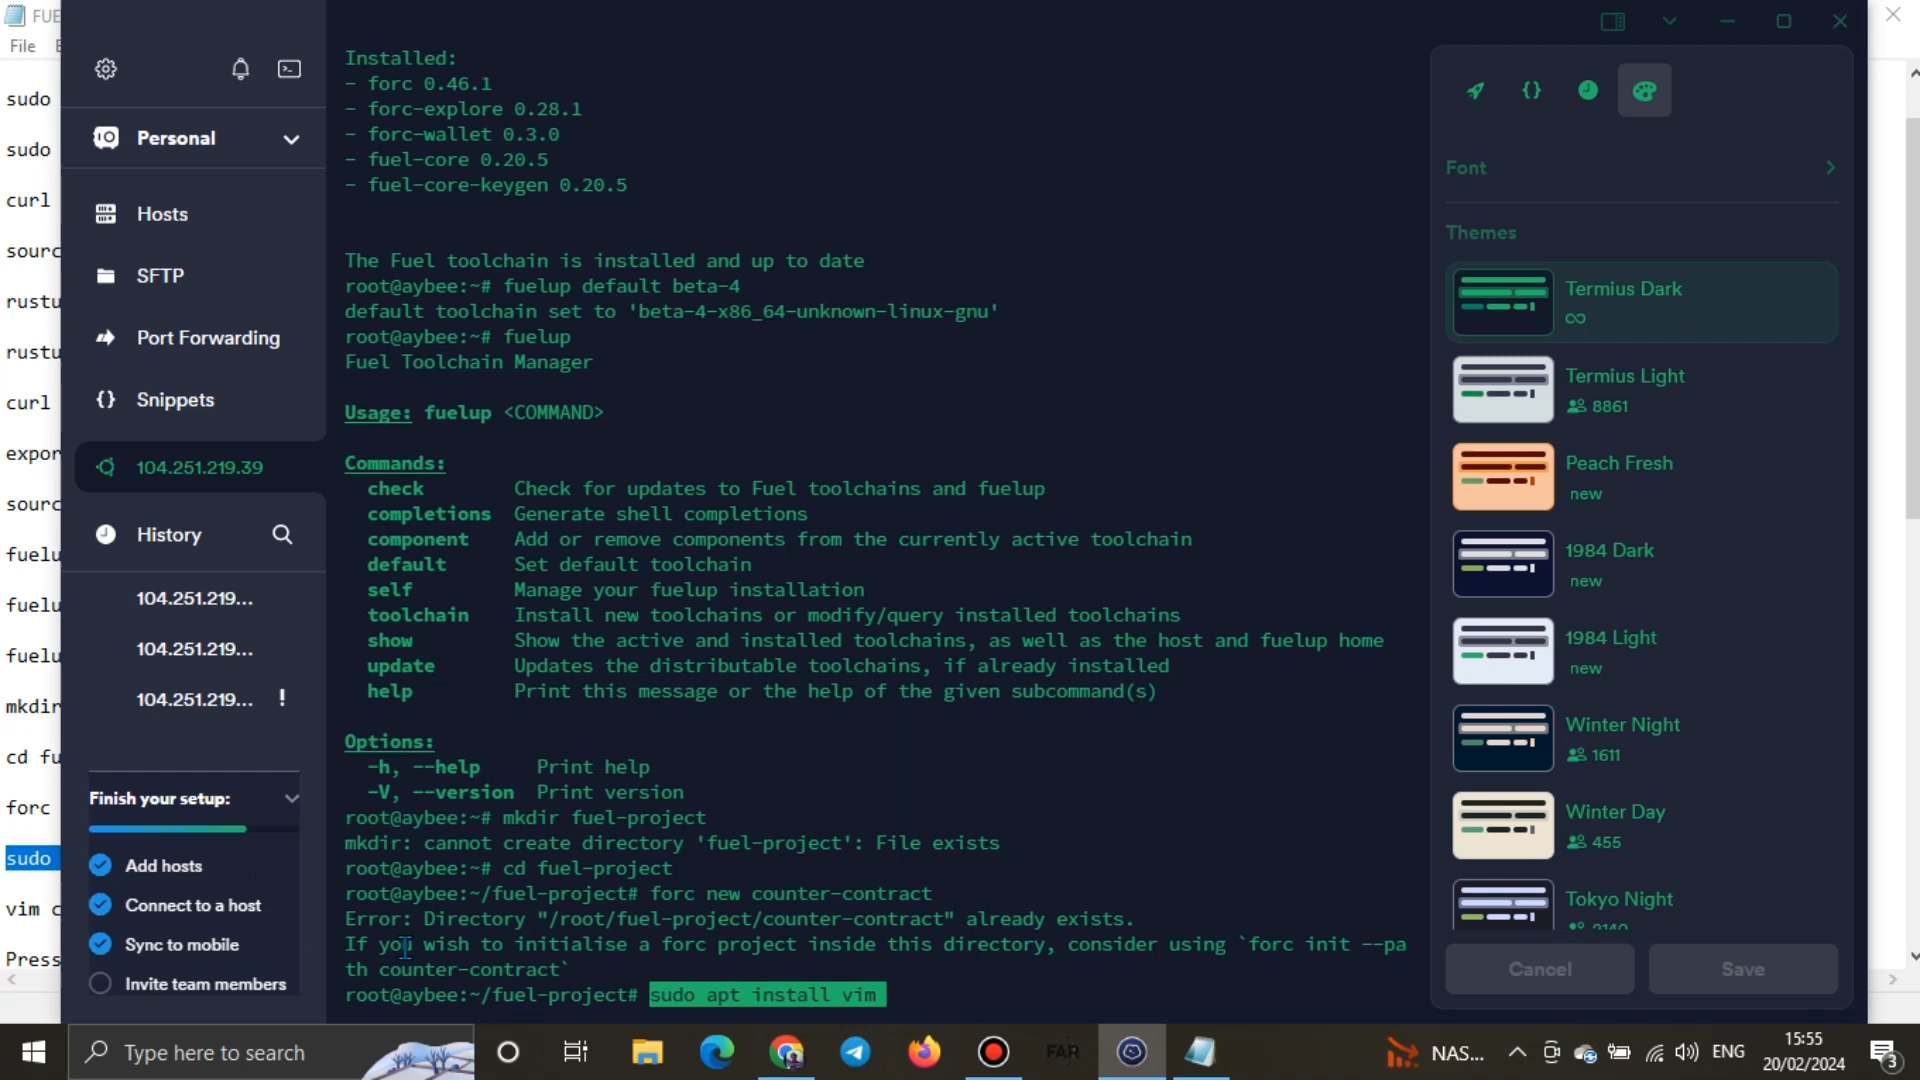 FUE
File
sudo
sudo
curl
sourc
rustu
rustu
curl
expor
sourc
fuelu
fuelu
fuelu
mkdir
cd fu
forc
sudo
vim c
Press
Personal
Hosts
SFTP
Port Forwarding
Snippets
104.251.219.39
History
104.251.219...
104.251.219...
104.251.219... !
Finish your setup:
Add hosts
Connect to a host
Sync to mobile
Invite team members
Installed:
- forc 0.46.1
- forc-explore 0.28.1
- forc-wallet 0.3.0
- fuel-core 0.20.5
- fuel-core-keygen 0.20.5
The Fuel toolchain is installed and up to date
root@aybee:~# fuelup default beta-4
default toolchain set to 'beta-4-x86_64-unknown-linux-gnu'
root@aybee:~# fuelup
Fuel Toolchain Manager
Usage: fuelup <COMMAND>
Commands:
check Check for updates to Fuel toolchains and fuelup
completions Generate shell completions
component Add or remove components from the currently active toolchain
default Set default toolchain
self Manage your fuelup installation
toolchain Install new toolchains or modify/query installed toolchains
show Show the active and installed toolchains, as well as the host and fuelup home
update Updates the distributable toolchains, if already installed
help Print this message or the help of the given subcommand(s)
Options:
-h, --help Print help
-V, --version Print version
root@aybee:~# mkdir fuel-project
mkdir: cannot create directory 'fuel-project': File exists
root@aybee:~# cd fuel-project
root@aybee:~/fuel-project# forc new counter-contract
Error: Directory "/root/fuel-project/counter-contract" already exists.
If you wish to initialise a forc project inside this directory, consider using `forc init --pa
th counter-contract`
root@aybee:~/fuel-project# sudo apt install vim
Font
Themes
Termius Dark
∞
Termius Light
8861
Peach Fresh
new
1984 Dark
new
1984 Light
new
Winter Night
1611
Winter Day
455
Tokyo Night
Cancel
Save
Type here to search
FAR
NAS...
ENG
15:55
20/02/2024
3